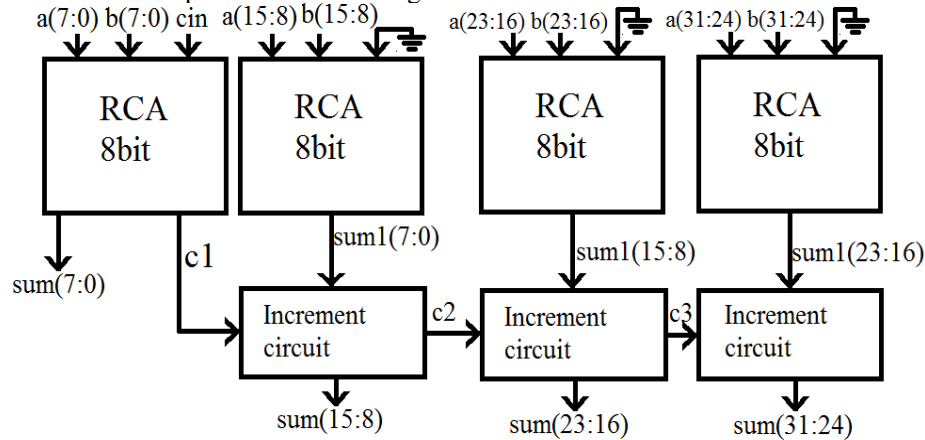 a(7:0) b(7:0) cin
a(15:8) b(15:8)
a(23:16) b(23:16)
a(31:24) b(31:24)
RCA
8bit
RCA
8bit
RCA
8bit
RCA
8bit
sum(7:0)
c1
sum1(7:0)
sum1(15:8)
sum1(23:16)
Increment
circuit
c2
Increment
circuit
c3
Increment
circuit
sum(15:8)
sum(23:16)
sum(31:24)